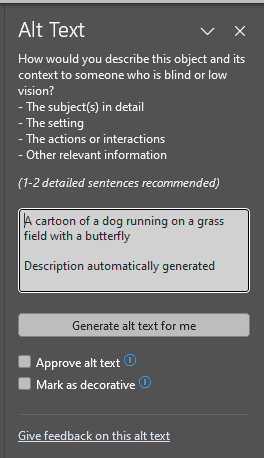 Alt Text
How would you describe this object and its
context to someone who is blind or low
vision?
- The subject(s) in detail
- The setting
- The actions or interactions
- Other relevant information
(1-2 detailed sentences recommended)
A cartoon of a dog running on a grass
field with a butterfly
Description automatically generated
Generate alt text for me
Approve alt text
Mark as decorative
Give feedback on this alt text